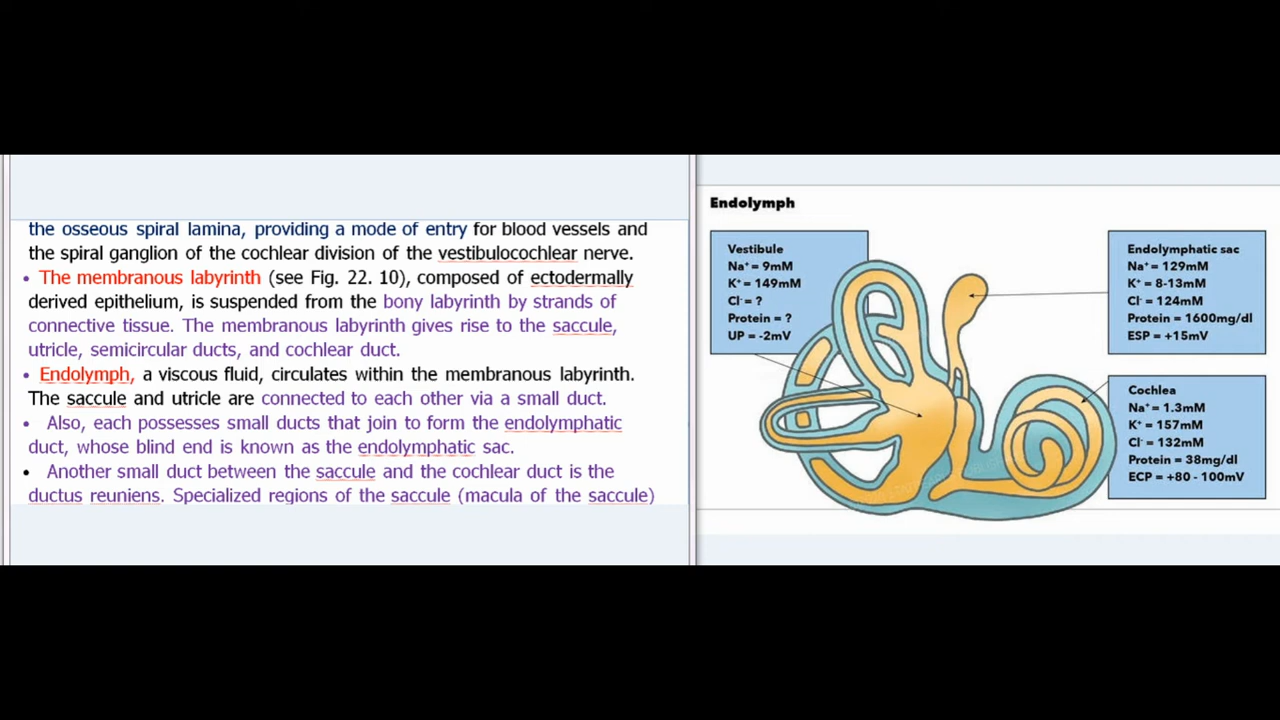 the osseous spiral lamina, providing a mode of entry for blood vessels and
the spiral ganglion of the cochlear division of the vestibulocochlear nerve.
• The membranous labyrinth (see Fig. 22. 10), composed of ectodermally
derived epithelium, is suspended from the bony labyrinth by strands of
connective tissue. The membranous labyrinth gives rise to the saccule,
utricle, semicircular ducts, and cochlear duct.
• Endolymph, a viscous fluid, circulates within the membranous labyrinth.
The saccule and utricle are connected to each other via a small duct.
• Also, each possesses small ducts that join to form the endolymphatic
duct, whose blind end is known as the endolymphatic sac.
• Another small duct between the saccule and the cochlear duct is the
ductus reuniens. Specialized regions of the saccule (macula of the saccule)
Endolymph
Vestibule
Na⁺ = 9mM
K⁺ = 149mM
Cl⁻ = ?
Protein = ?
UP = -2mV
Endolymphatic sac
Na⁺ = 129mM
K⁺ = 8-13mM
Cl⁻ = 124mM
Protein = 1600mg/dl
ESP = +15mV
Cochlea
Na⁺ = 1.3mM
K⁺ = 157mM
Cl⁻ = 132mM
Protein = 38mg/dl
ECP = +80 - 100mV